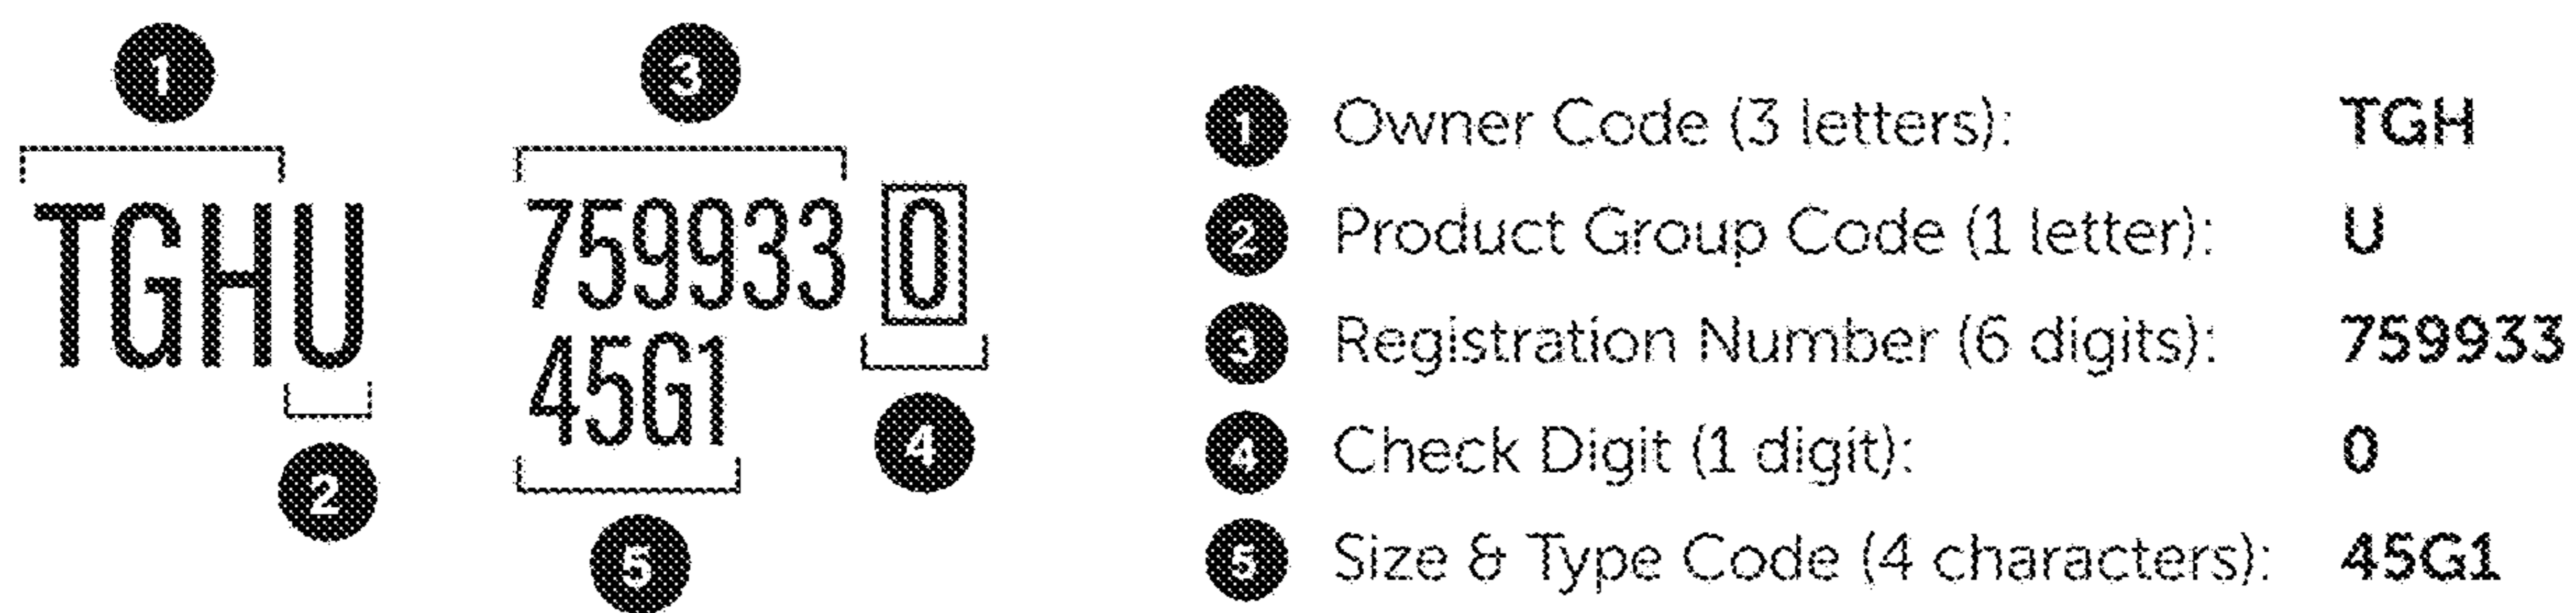 1
3
TGHU 759933 0
45G1
2
4
5
1 Owner Code (3 letters): TGH
2 Product Group Code (1 letter): U
3 Registration Number (6 digits): 759933
4 Check Digit (1 digit): 0
5 Size & Type Code (4 characters): 45G1